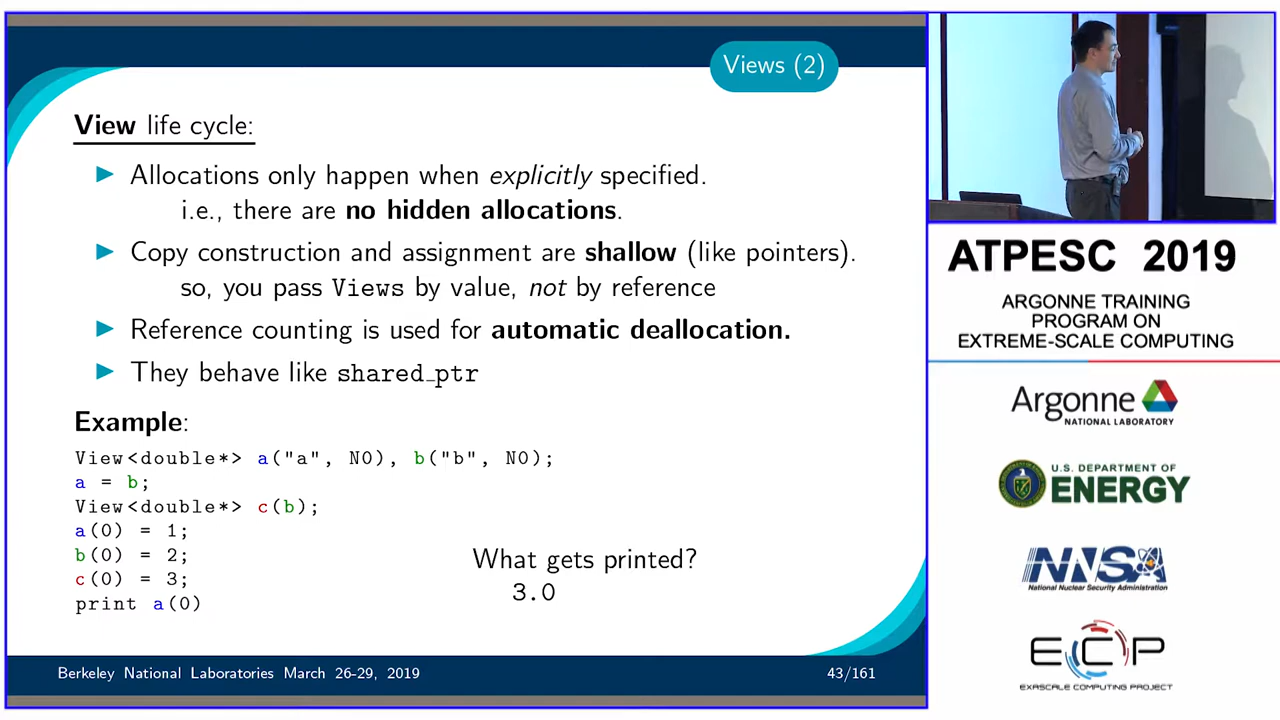 Views (2)
View life cycle:
Allocations only happen when explicitly specified.
i.e., there are no hidden allocations.
Copy construction and assignment are shallow (like pointers).
so, you pass Views by value, not by reference
Reference counting is used for automatic deallocation.
They behave like shared_ptr
Example:
View<double*> a("a", N0), b("b", N0);
a = b;
View<double*> c(b);
a(0) = 1;
b(0) = 2;
c(0) = 3;
print a(0)
What gets printed?
3.0
Berkeley National Laboratories March 26-29, 2019
43/161
ATPESC 2019
ARGONNE TRAINING
PROGRAM ON
EXTREME-SCALE COMPUTING
Argonne
NATIONAL LABORATORY
U.S. DEPARTMENT OF
ENERGY
NNSA
National Nuclear Security Administration
ECP
EXASCALE COMPUTING PROJECT